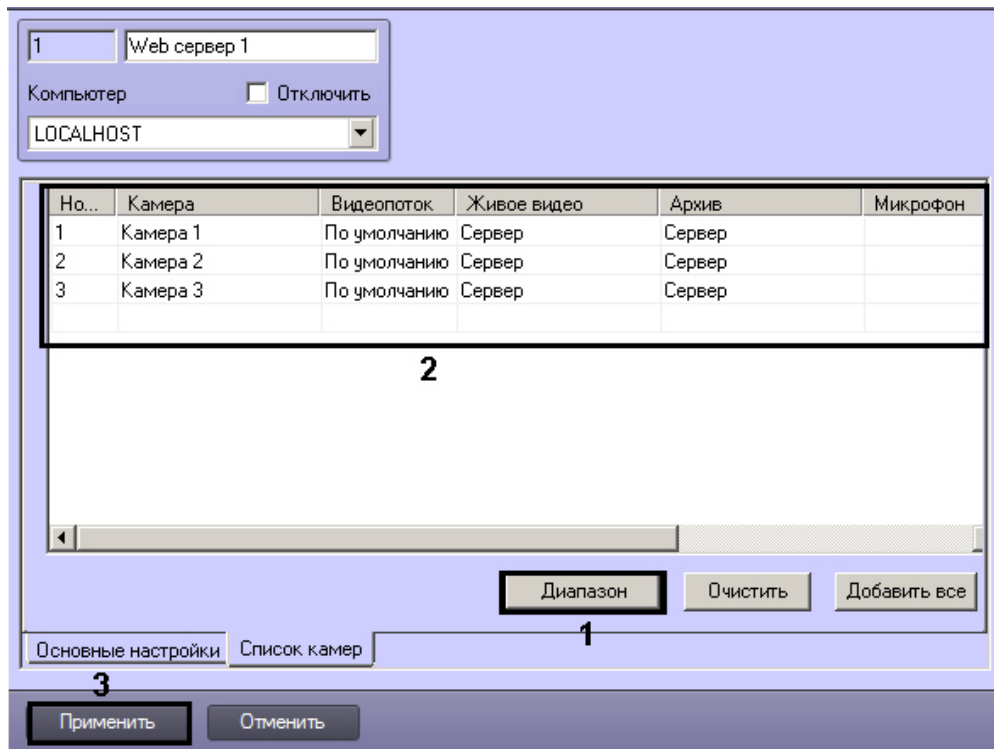 1 Web сервер 1
Компьютер Отключить
LOCALHOST
Но... Камера Видеопоток Живое видео Архив Микрофон
1 Камера 1 По умолчанию Сервер Сервер
2 Камера 2 По умолчанию Сервер Сервер
3 Камера 3 По умолчанию Сервер Сервер
2
Диапазон Очистить Добавить все
1
Основные настройки Список камер
3
Применить Отменить